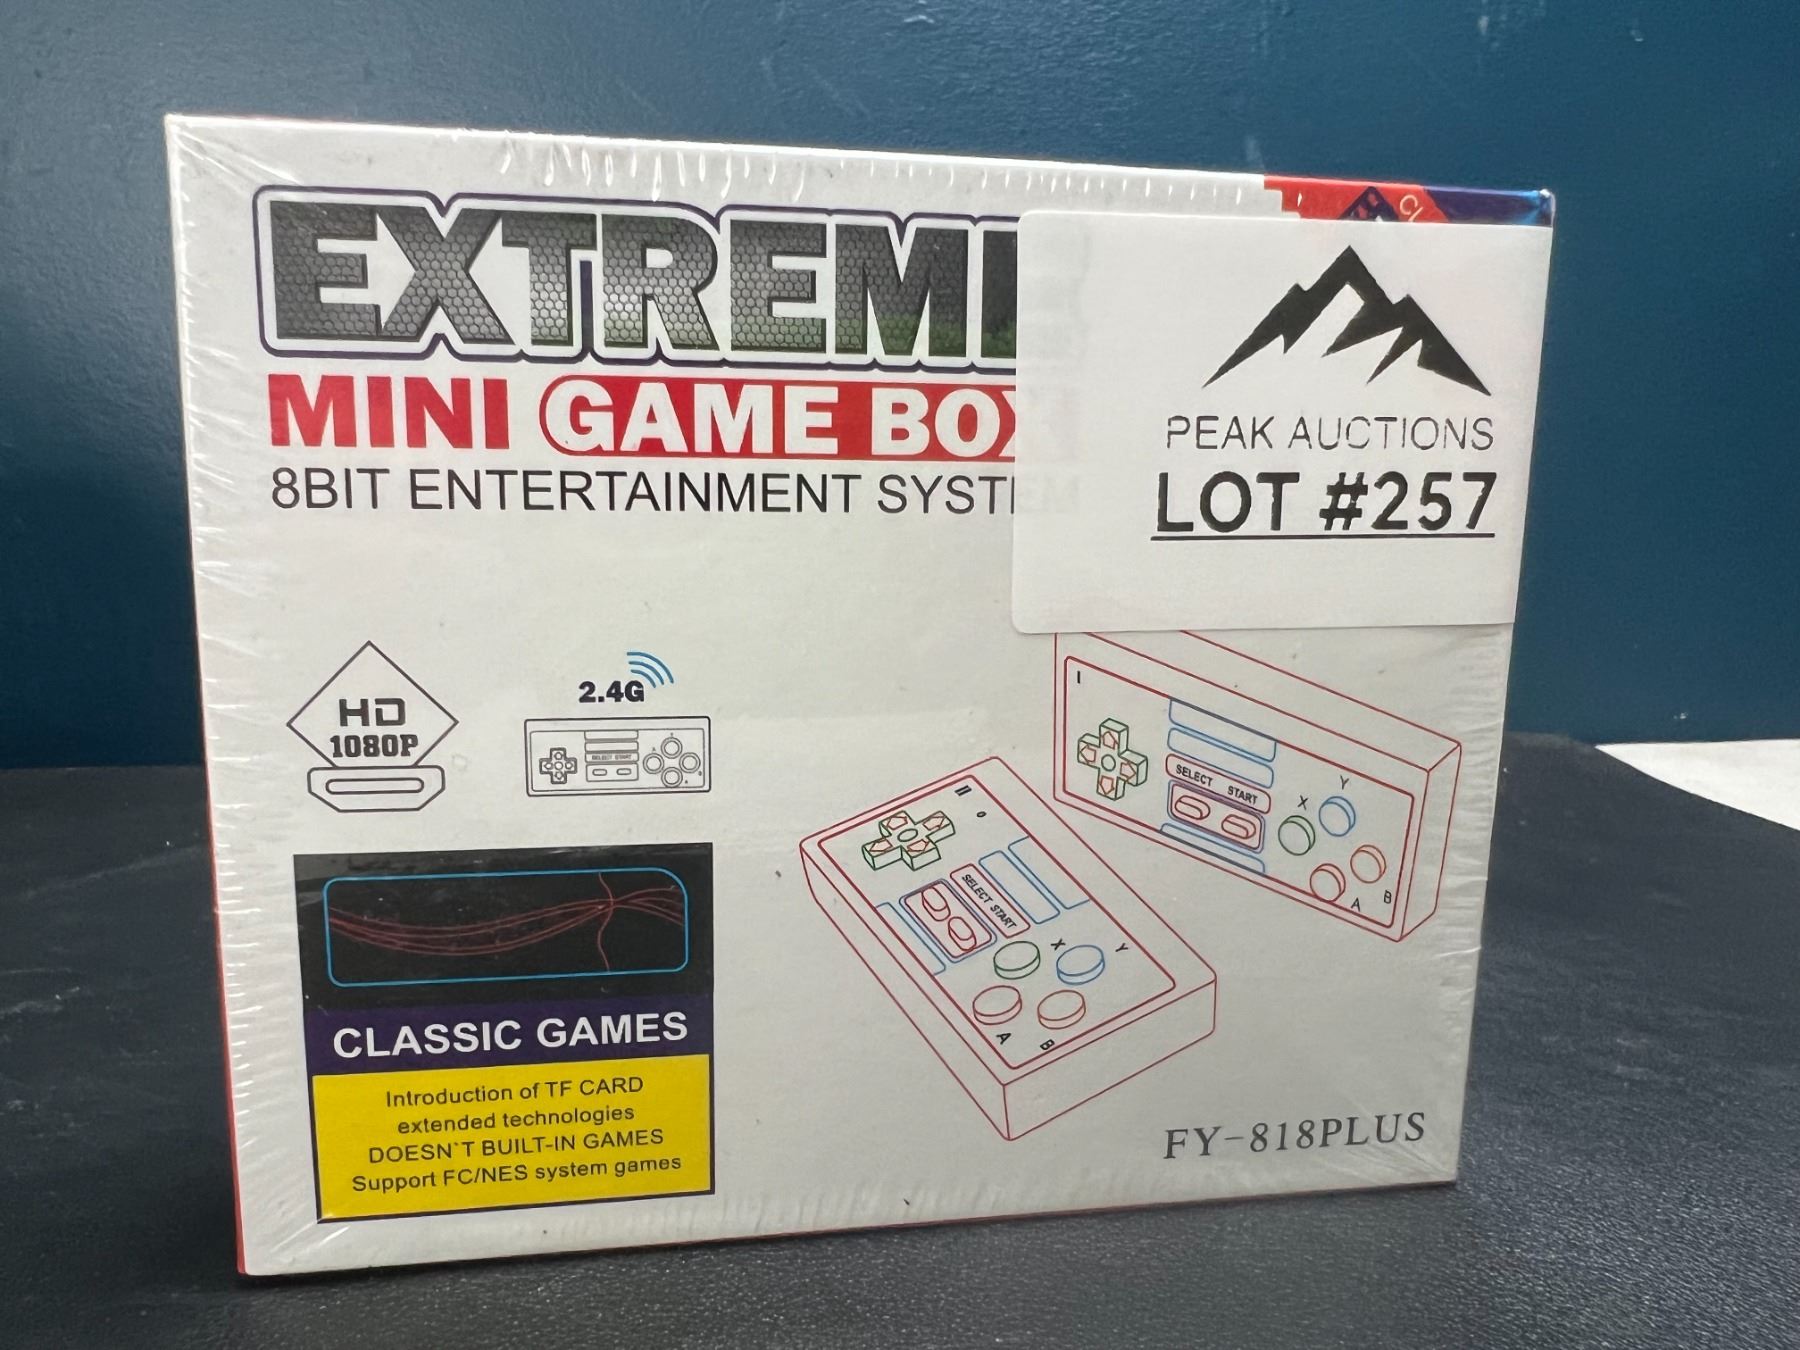 EXTREM
MINI GAME BOX
8BIT ENTERTAINMENT SYST
PEAK AUCTIONS
LOT #257
HD
1080P
2.4G
SELECT START
I
SELECT START
X Y
A B
II
SELECT START
X Y
A B
CLASSIC GAMES
Introduction of TF CARD
extended technologies
DOESN`T BUILT-IN GAMES
Support FC/NES system games
FY-818PLUS